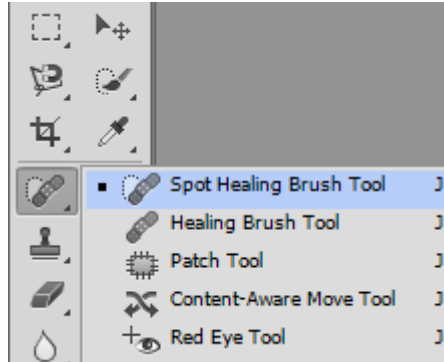 Spot Healing Brush Tool J
Healing Brush Tool J
Patch Tool J
Content-Aware Move Tool J
Red Eye Tool J